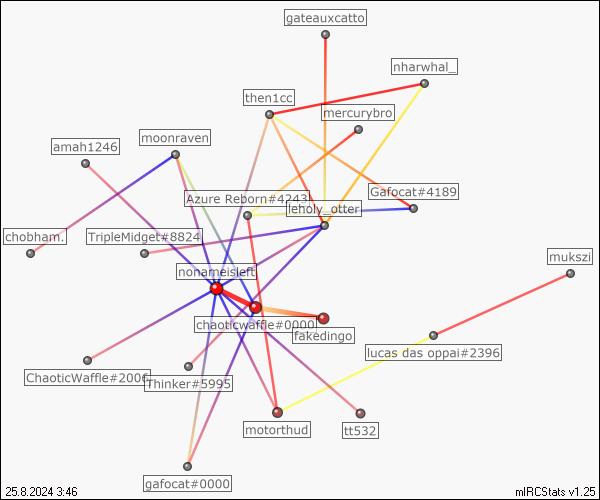 gateauxcatto
nharwhal_
then1cc
mercurybro
moonraven
amah1246
Azure Reborn#4243
Gafocat#4189
leholy_otter
chobham.
TripleMidget#8824
nonameisleft
mukszi
chaoticwaffle#0000
fakedingo
lucas das oppai#2396
ChaoticWaffle#2006
Thinker#5995
motorthud
tt532
gafocat#0000
25.8.2024 3:46
mIRCStats v1.25